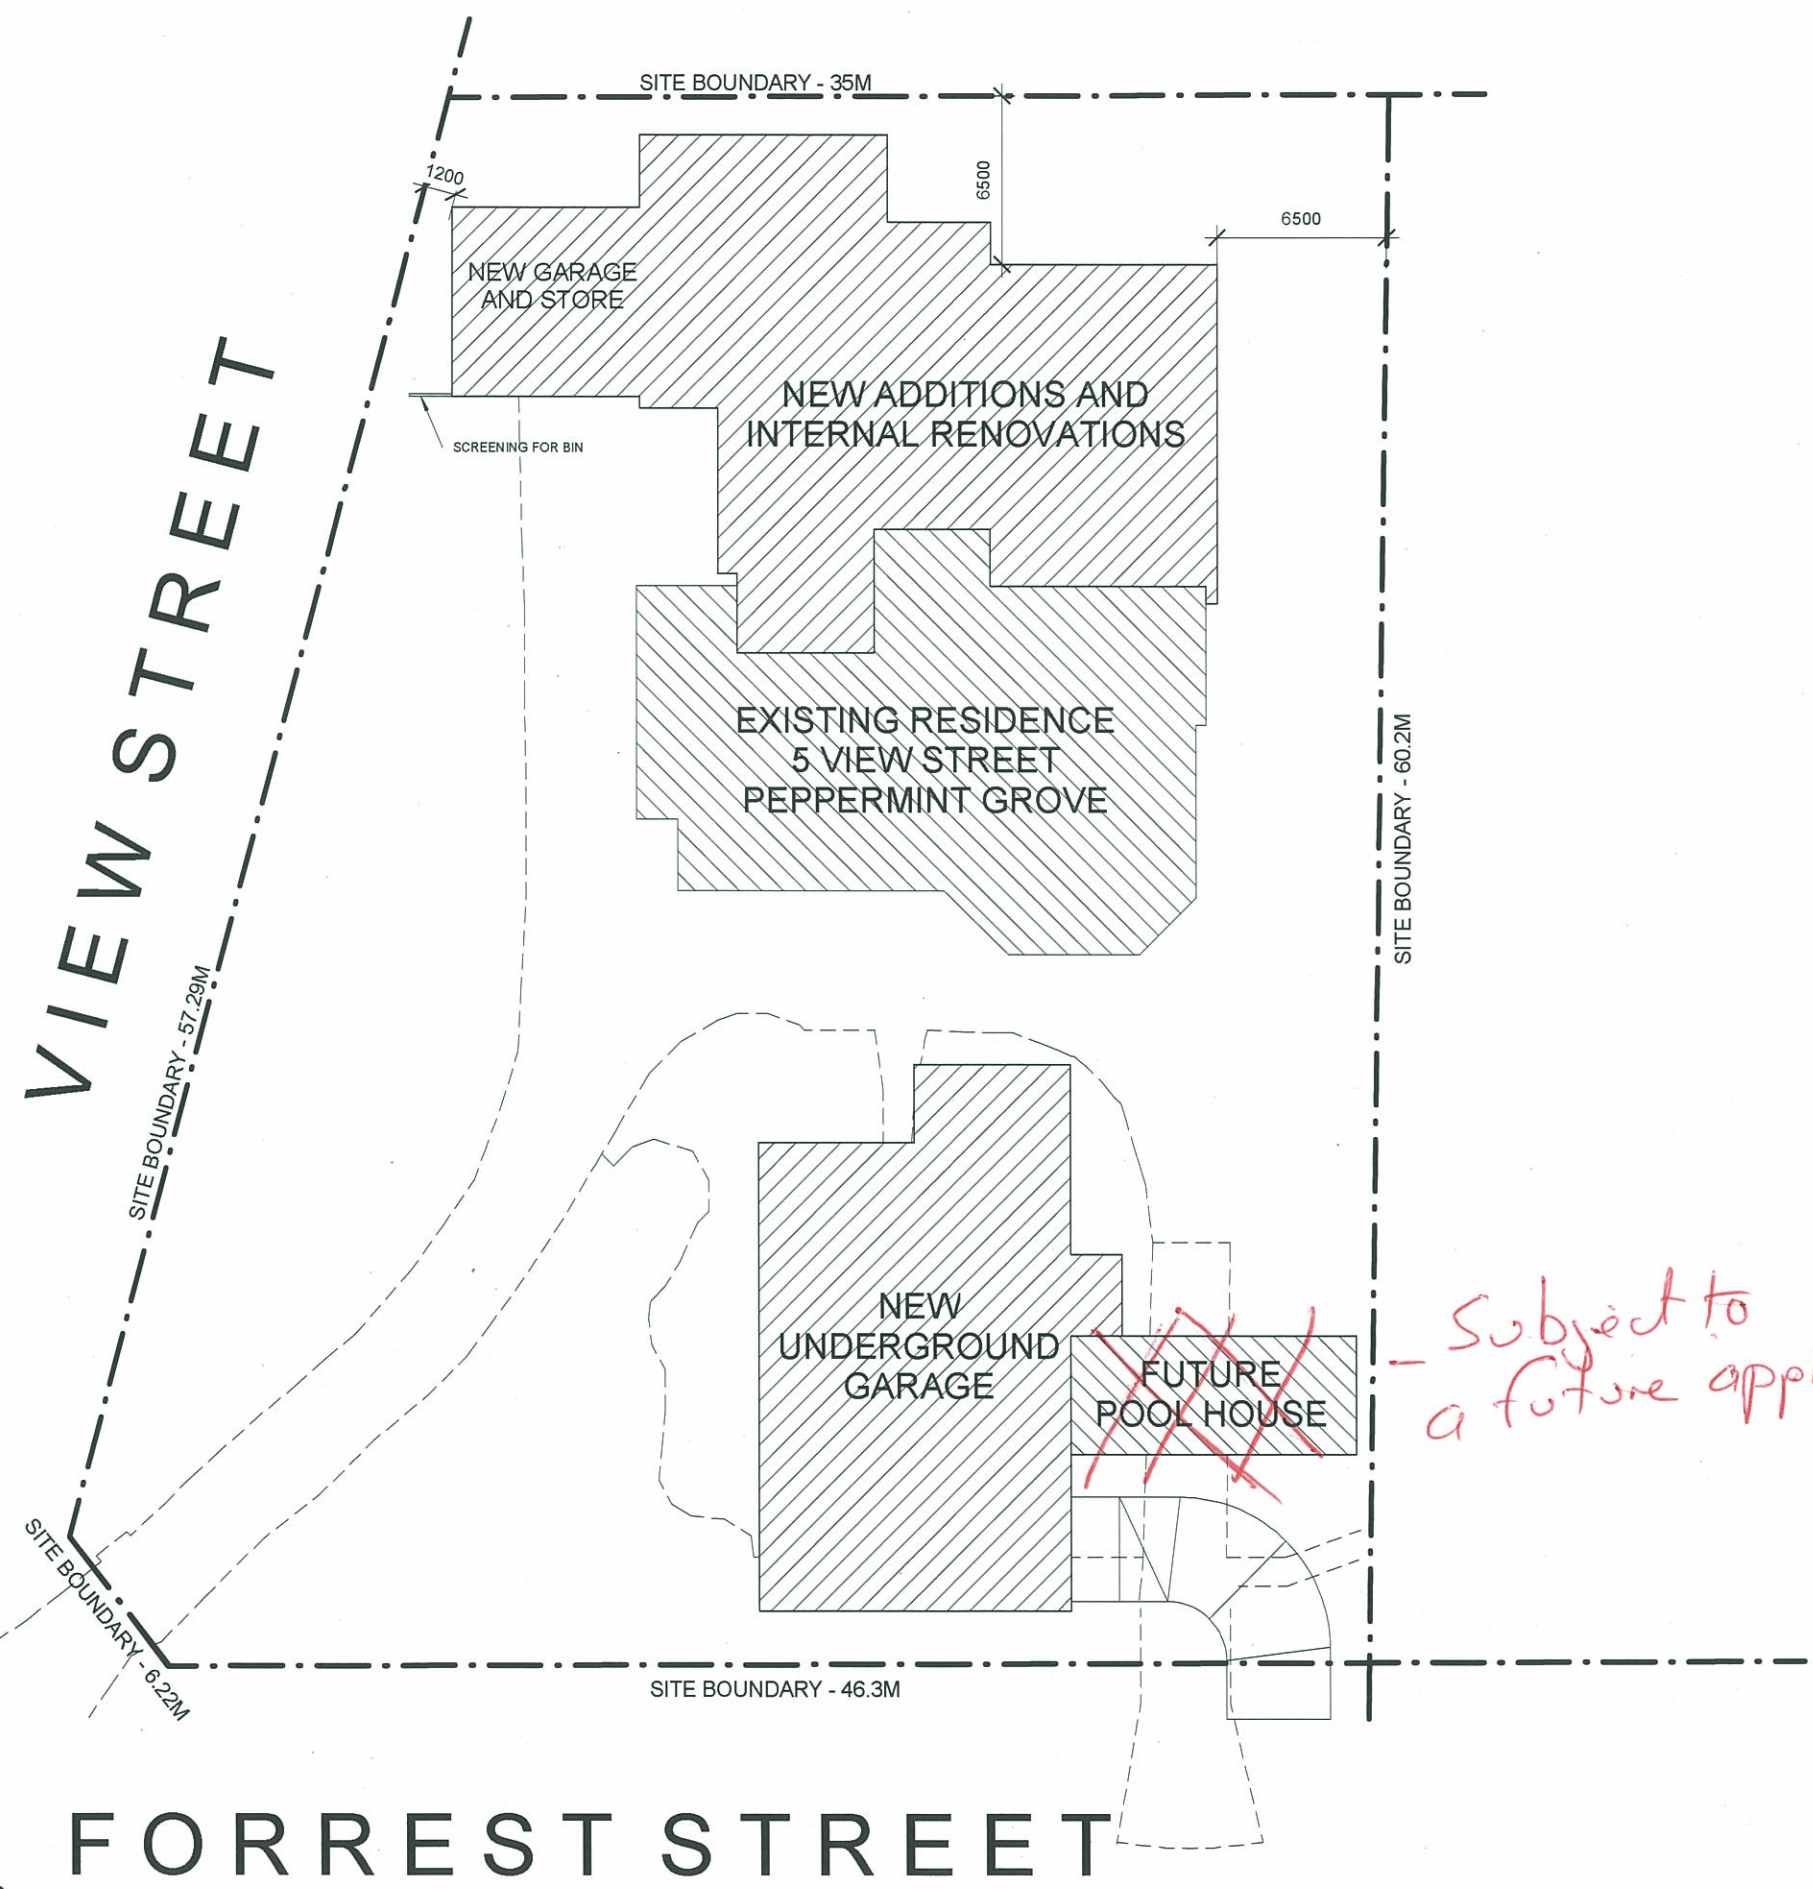 SITE BOUNDARY - 35M
1200
6500
6500
NEW GARAGE
AND STORE
NEW ADDITIONS AND
INTERNAL RENOVATIONS
SCREENING FOR BIN
VIEW STREET
EXISTING RESIDENCE
5 VIEW STREET
PEPPERMINT GROVE
SITE BOUNDARY - 60.2M
SITE BOUNDARY - 57.29M
NEW
UNDERGROUND
GARAGE
FUTURE
POOL HOUSE
- Subject to
a future app
SITE BOUNDARY - 6.22M
SITE BOUNDARY - 46.3M
FORREST STREET